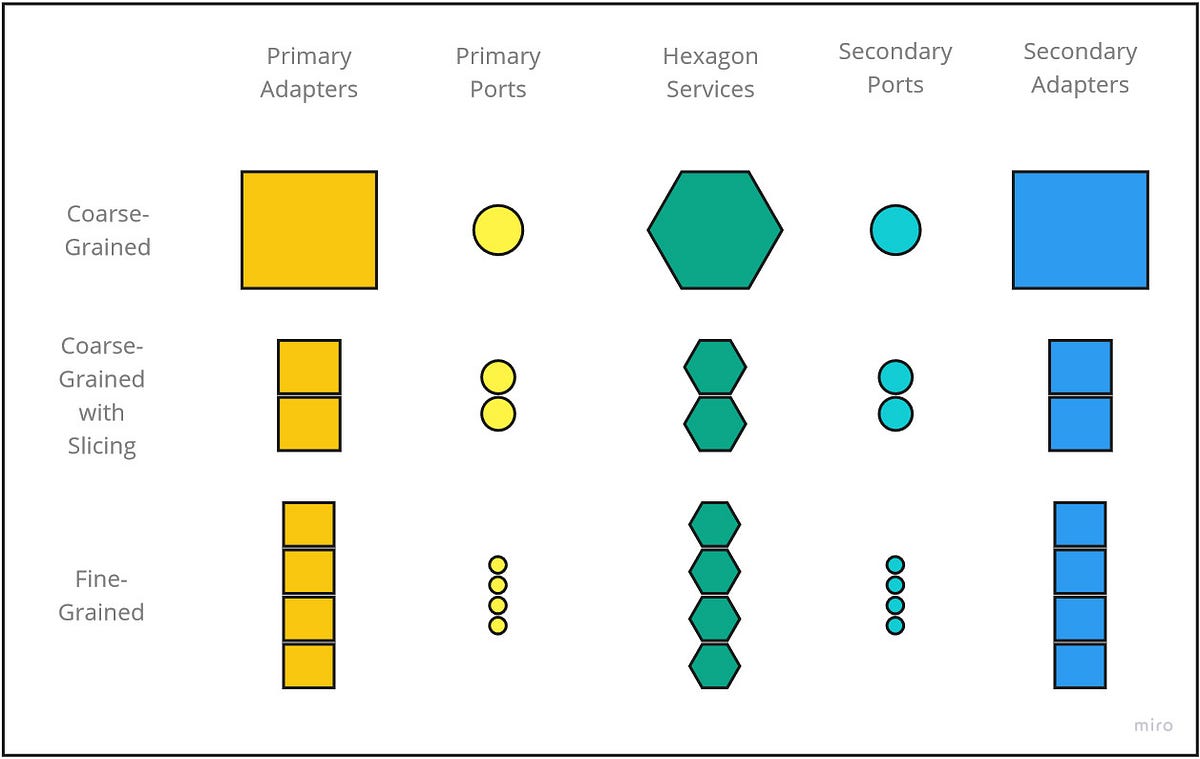 Primary
Adapters
Primary
Ports
Hexagon
Services
Secondary
Ports
Secondary
Adapters
Coarse-
Grained
Coarse-
Grained
with
Slicing
Fine-
Grained
miro